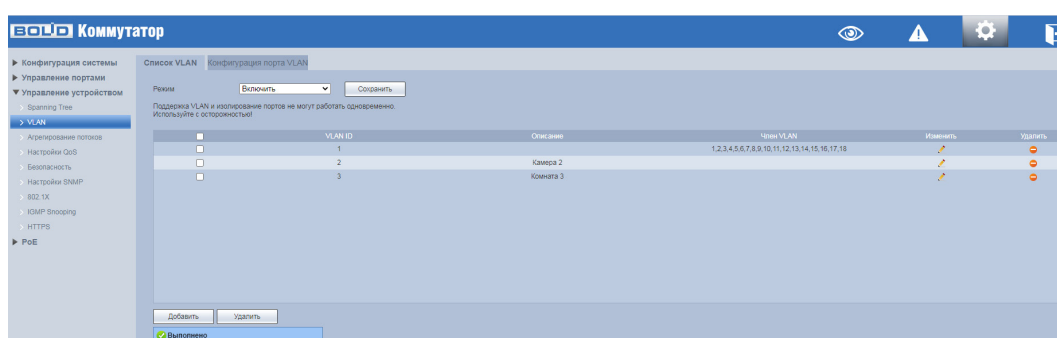 BOLID Коммутатор
Конфигурация системы
Управление портами
Управление устройством
Spanning Tree
VLAN
Агрегирование потоков
Настройки QoS
Безопасность
Настройки SNMP
802.1X
IGMP Snooping
HTTPS
PoE
Список VLAN Конфигурация порта VLAN
Режим Включить Сохранить
Поддержка VLAN и изолирование портов не могут работать одновременно.
Используйте с осторожностью!
VLAN ID Описание Член VLAN Изменить Удалить
1 1,2,3,4,5,6,7,8,9,10,11,12,13,14,15,16,17,18
2 Камера 2
3 Комната 3
Добавить Удалить
Выполнено